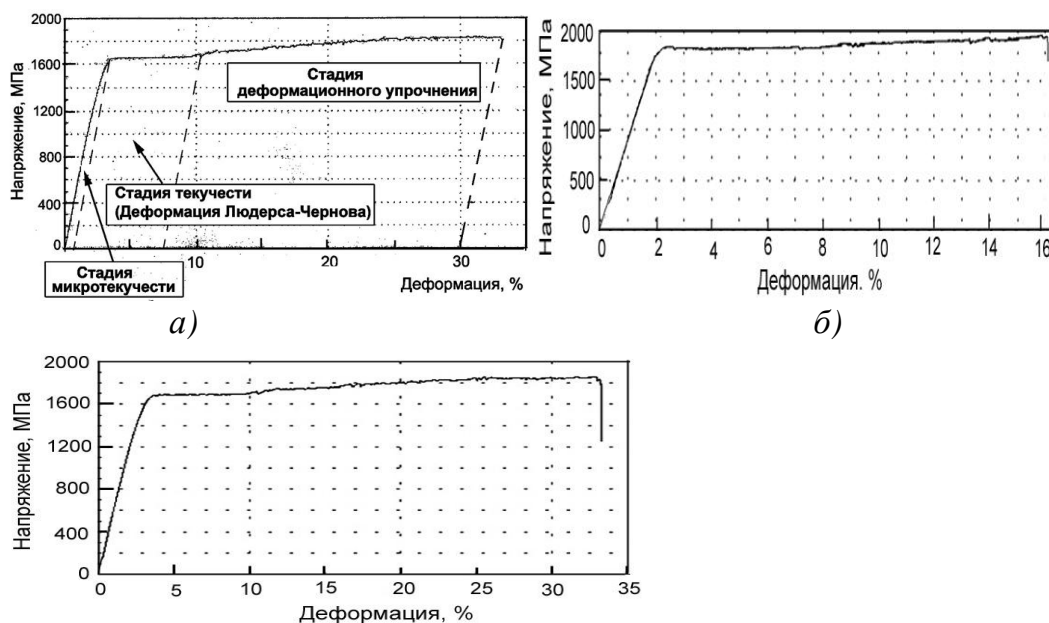 2000
1600
1200
800
400
0
Напряжение, МПа
Стадия
деформационного упрочнения
Стадия текучести
(Деформация Людерса-Чернова)
Стадия
микротекучести
10
20
30
Деформация, %
а)
2000
1500
1000
500
0
Напряжение, МПа
0
2
4
6
8
10
12
14
16
Деформация. %
б)
2000
1600
1200
800
400
0
Напряжение, МПа
0
5
10
15
20
25
30
35
Деформация, %